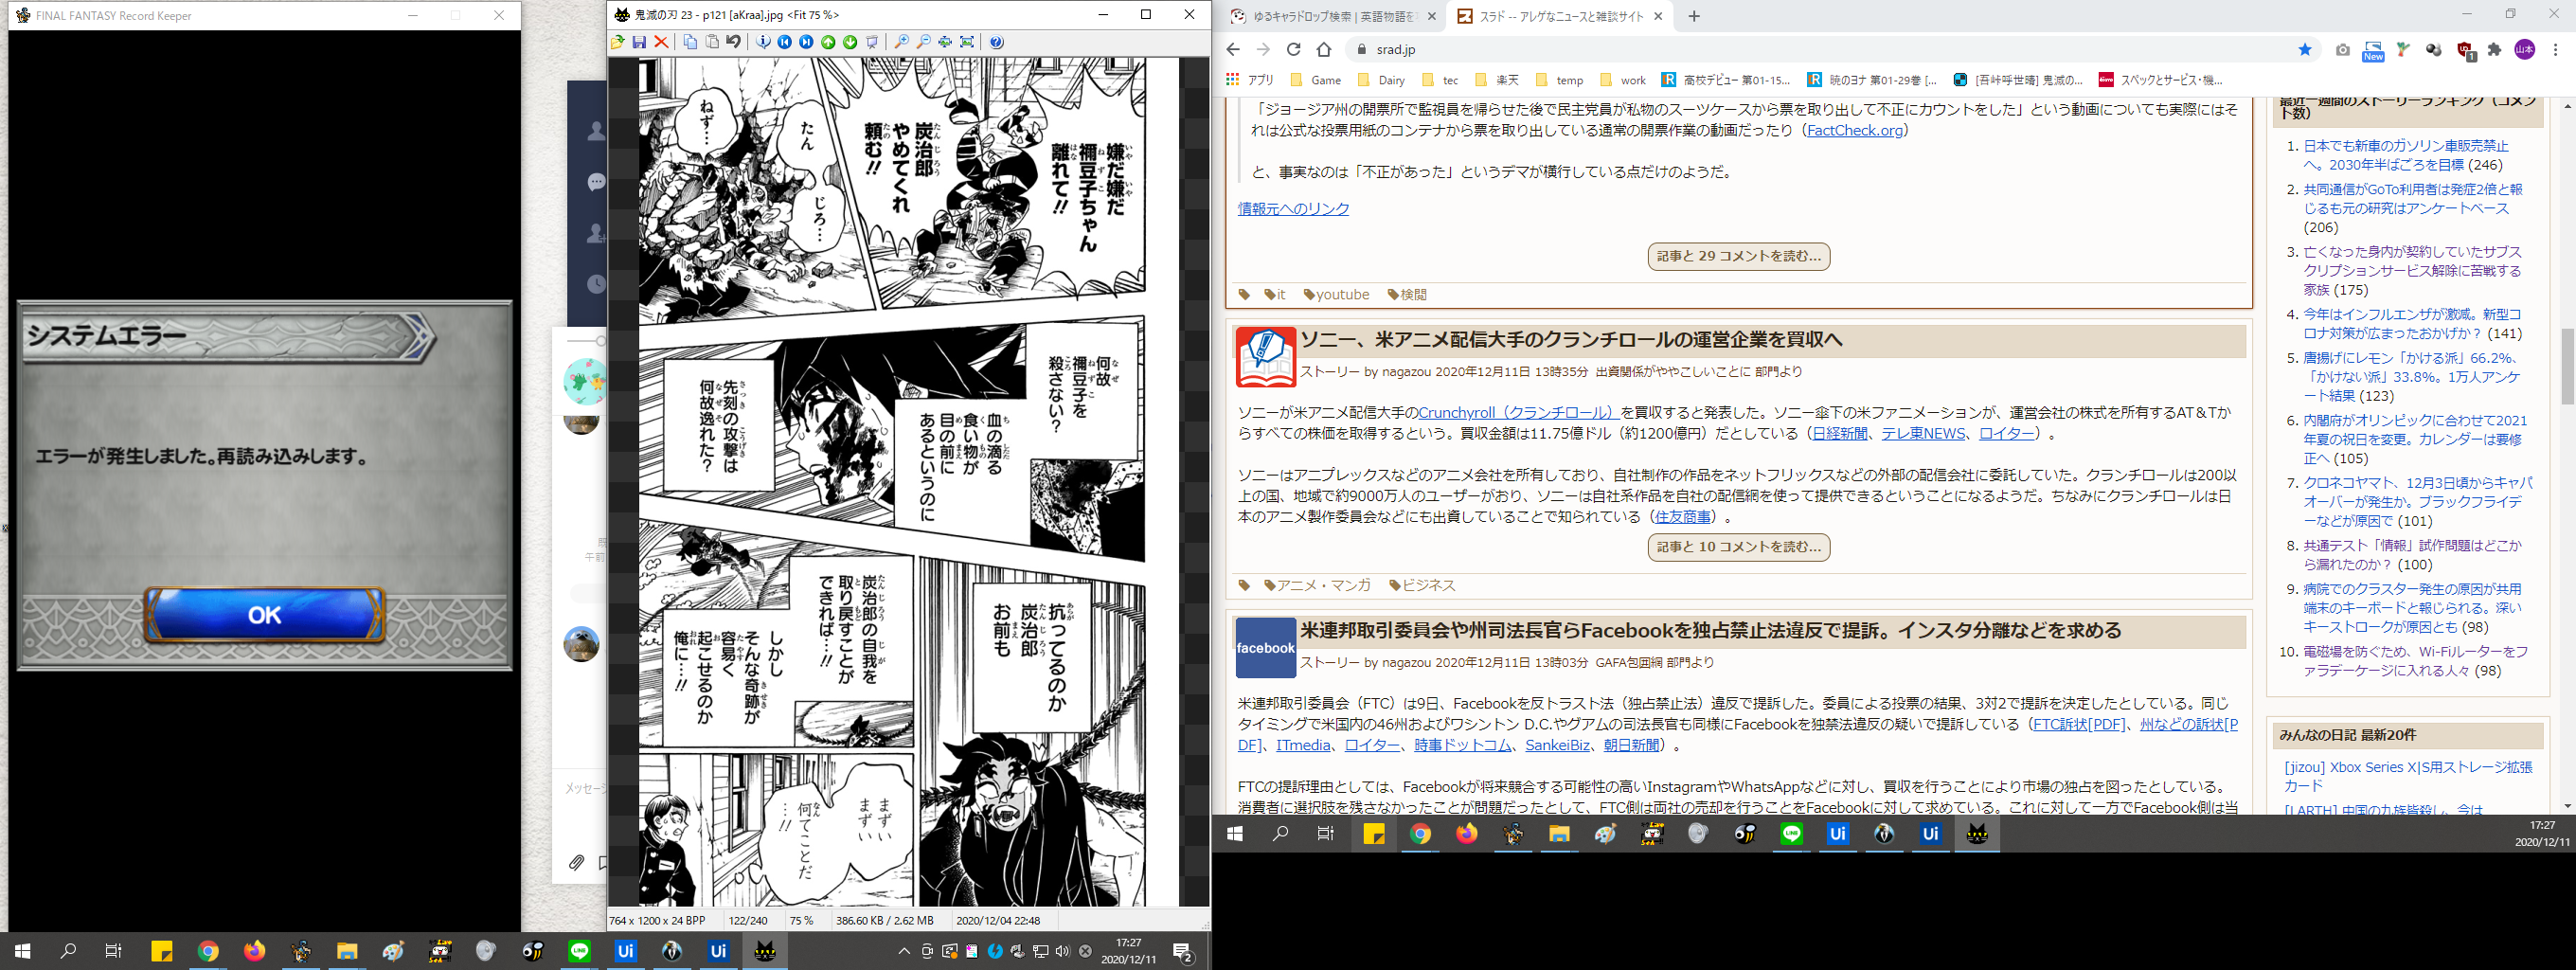 FINAL FANTASY Record Keeper
システムエラー
エラーが発生しました。再読み込みします。
OK
午前
メッセージ
鬼滅の刃 23 - p121 [aKraa].jpg <Fit 75 %>
嫌だ嫌だ
禰豆子ちゃん
離れて!!
炭治郎
やめてくれ
頼む!!
たん
じろ…
ねず…
何故
禰豆子を
殺さない?
血の滴る
食い物が
目の前に
あるというのに
先刻の攻撃は
何故逸れた?
抗ってるのか
炭治郎
お前も
炭治郎の自我を
取り戻すことが
できれば…!!
しかし
そんな奇跡が
容易く
起こせるのか
俺に…!!
まずい
まずい
何てことだ
…!!
764 x 1200 x 24 BPP
122/240
75 %
386.60 KB / 2.62 MB
2020/12/04 22:48
17:27
2020/12/11
2
ゆるキャラドロップ検索 | 英語物語を
スラド -- アレゲなニュースと雑談サイト
srad.jp
New
1
山本
アプリ
Game
Dairy
tec
楽天
temp
work
高校デビュー 第01-15...
暁のヨナ 第01-29巻 [...
[吾峠呼世晴] 鬼滅の...
スペックとサービス・機...
「ジョージア州の開票所で監視員を帰らせた後で民主党員が私物のスーツケースから票を取り出して不正にカウントをした」という動画についても実際にはそ
れは公式な投票用紙のコンテナから票を取り出している通常の開票作業の動画だったり（FactCheck.org）
と、事実なのは「不正があった」というデマが横行している点だけのようだ。
情報元へのリンク
記事と 29 コメントを読む...
it
youtube
検閲
ソニー、米アニメ配信大手のクランチロールの運営企業を買収へ
ストーリー by nagazou 2020年12月11日 13時35分 出資関係がややこしいことに 部門より
ソニーが米アニメ配信大手のCrunchyroll（クランチロール）を買収すると発表した。ソニー傘下の米ファニメーションが、運営会社の株式を所有するAT＆Tか
らすべての株価を取得するという。買収金額は11.75億ドル（約1200億円）だとしている（日経新聞、テレ東NEWS、ロイター）。
ソニーはアニプレックスなどのアニメ会社を所有しており、自社制作の作品をネットフリックスなどの外部の配信会社に委託していた。クランチロールは200以
上の国、地域で約9000万人のユーザーがおり、ソニーは自社系作品を自社の配信網を使って提供できるということになるようだ。ちなみにクランチロールは日
本のアニメ製作委員会などにも出資していることで知られている（住友商事）。
記事と 10 コメントを読む...
アニメ・マンガ
ビジネス
facebook
米連邦取引委員会や州司法長官らFacebookを独占禁止法違反で提訴。インスタ分離などを求める
ストーリー by nagazou 2020年12月11日 13時03分 GAFA包囲網 部門より
米連邦取引委員会（FTC）は9日、Facebookを反トラスト法（独占禁止法）違反で提訴した。委員による投票の結果、3対2で提訴を決定したとしている。同じ
タイミングで米国内の46州およびワシントン D.C.やグアムの司法長官も同様にFacebookを独禁法違反の疑いで提訴している（FTC訴状[PDF]、州などの訴状[P
DF]、ITmedia、ロイター、時事ドットコム、SankeiBiz、朝日新聞）。
FTCの提訴理由としては、Facebookが将来競合する可能性の高いInstagramやWhatsAppなどに対し、買収を行うことにより市場の独占を図ったとしている。
消費者に選択肢を残さなかったことが問題だったとして、FTC側は両社の売却を行うことをFacebookに対して求めている。これに対して一方でFacebook側は当
最近一週間のストーリーランキング（コメン
ト数）
1. 日本でも新車のガソリン車販売禁止
へ。2030年半ばごろを目標 (246)
2. 共同通信がGoTo利用者は発症2倍と報
じるも元の研究はアンケートベース
(206)
3. 亡くなった身内が契約していたサブス
クリプションサービス解除に苦戦する
家族 (175)
4. 今年はインフルエンザが激減。新型コ
ロナ対策が広まったおかげか？ (141)
5. 唐揚げにレモン「かける派」66.2%、
「かけない派」33.8%。1万人アンケ
ート結果 (123)
6. 内閣府がオリンピックに合わせて2021
年夏の祝日を変更。カレンダーは要修
正へ (105)
7. クロネコヤマト、12月3日頃からキャパ
オーバーが発生か。ブラックフライデ
ーなどが原因で (101)
8. 共通テスト「情報」試作問題はどこか
ら漏れたのか？ (100)
9. 病院でのクラスター発生の原因が共用
端末のキーボードと報じられる。深い
キーストロークが原因とも (98)
10. 電磁場を防ぐため、Wi-Fiルーターをフ
ァラデーケージに入れる人々 (98)
みんなの日記 最新20件
[jizou] Xbox Series X|S用ストレージ拡張
カード
[LARTH] 中国の九族皆殺し、今は
17:27
2020/12/11